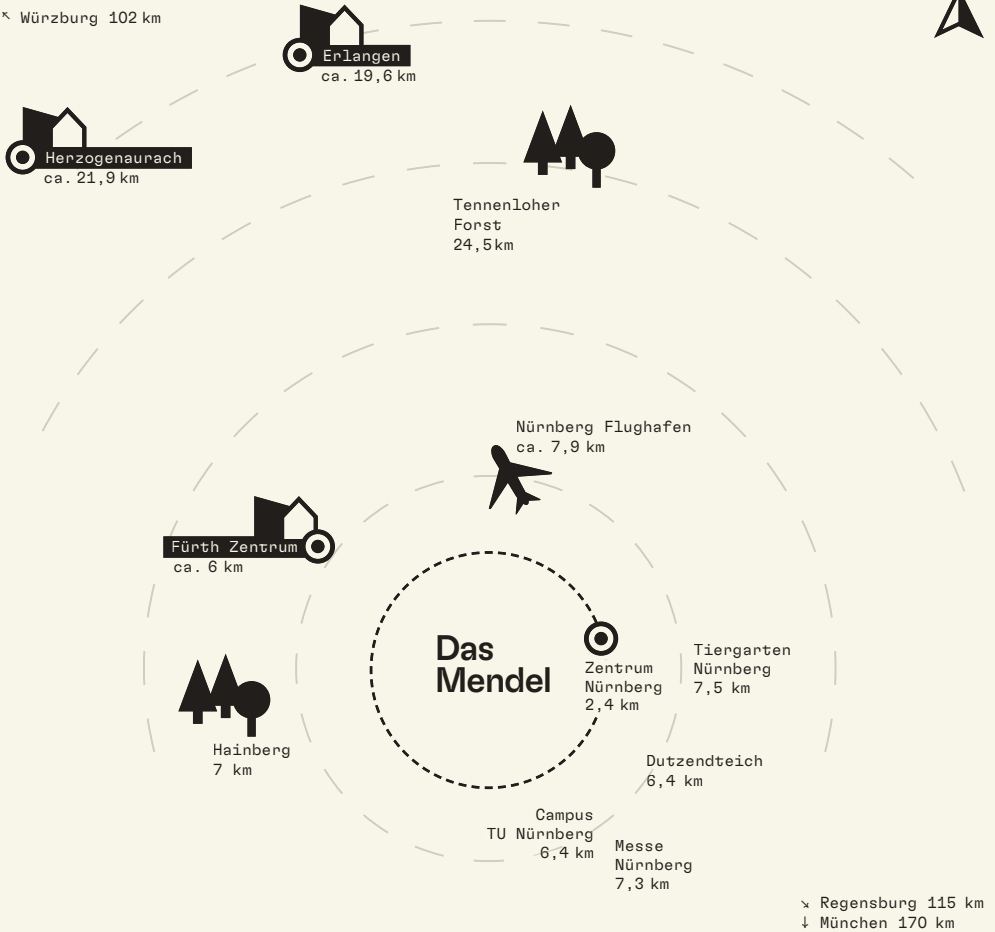 ↖ Würzburg 102 km
Erlangen
ca. 19,6 km
Herzogenaurach
ca. 21,9 km
Tennenloher
Forst
24,5 km
Nürnberg Flughafen
ca. 7,9 km
Fürth Zentrum
ca. 6 km
Das
Mendel
Zentrum
Nürnberg
2,4 km
Tiergarten
Nürnberg
7,5 km
Hainberg
7 km
Dutzendteich
6,4 km
Campus
TU Nürnberg
6,4 km
Messe
Nürnberg
7,3 km
↘ Regensburg 115 km
↓ München 170 km